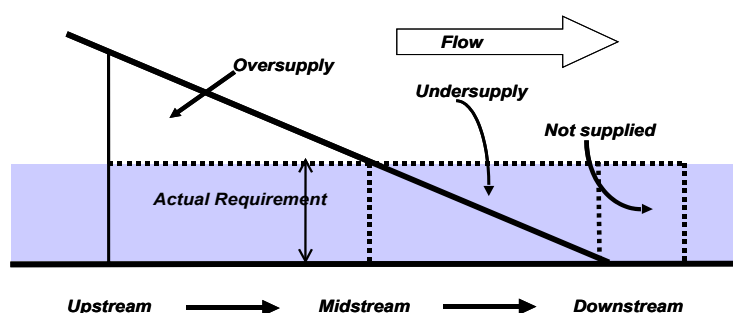 Flow
Oversupply
Undersupply
Not supplied
Actual Requirement
Upstream
Midstream
Downstream